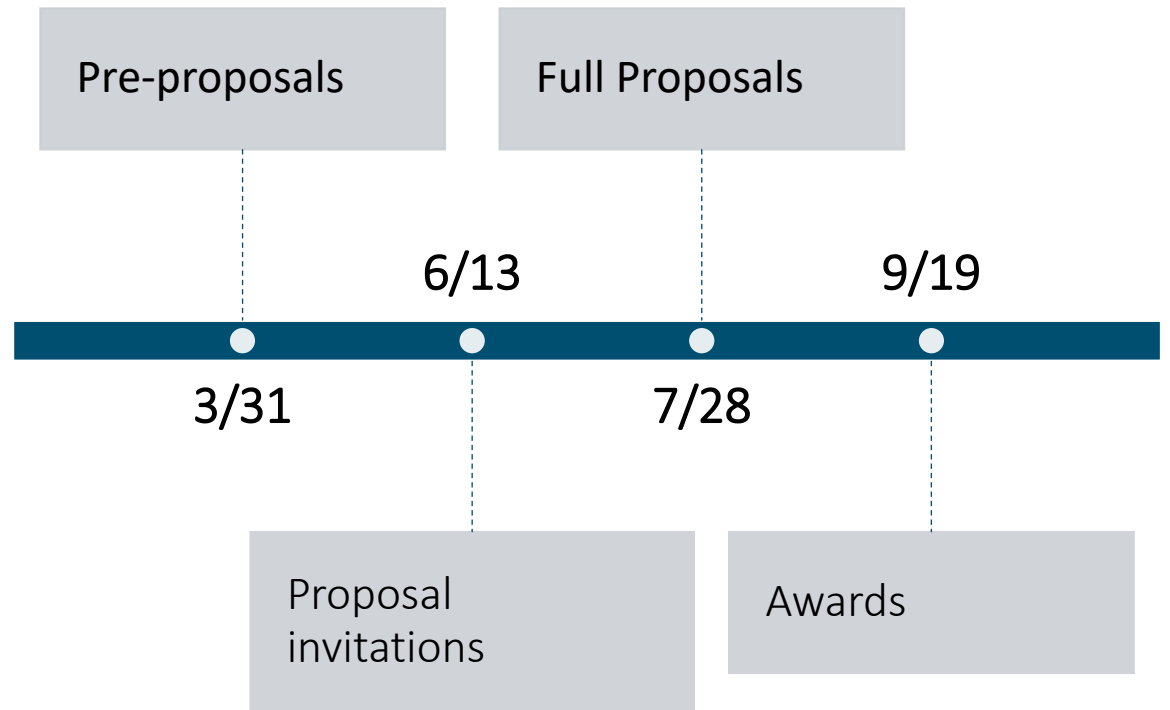 Pre-proposals
Full Proposals
6/13
9/19
3/31
7/28
Proposal
invitations
Awards